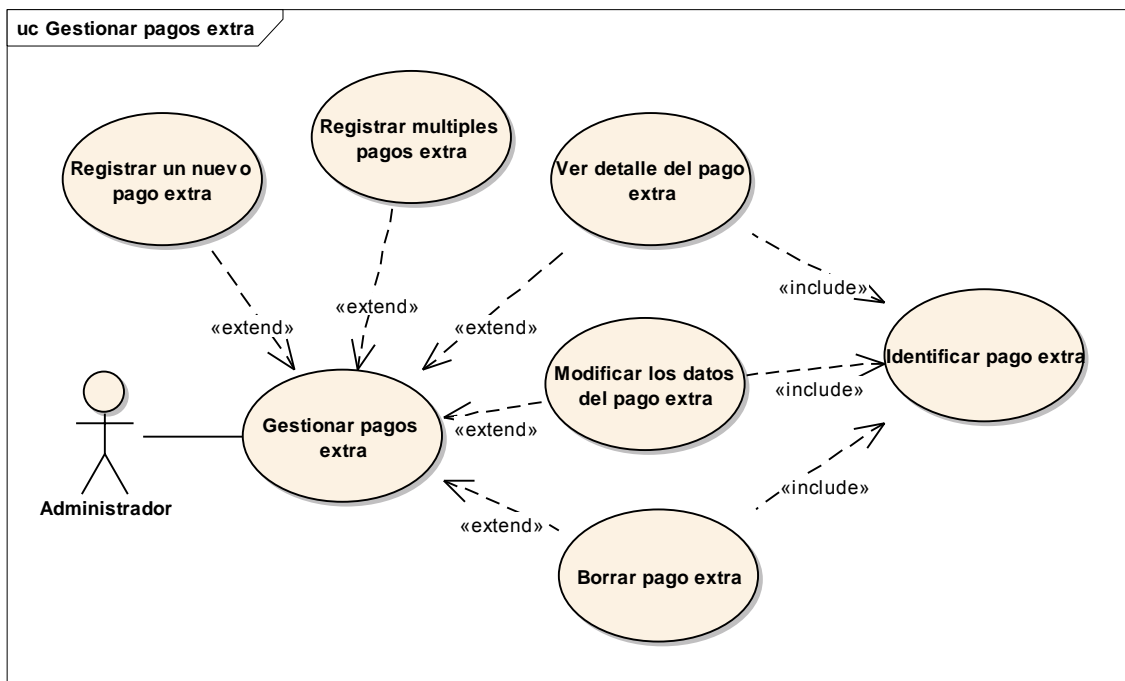 uc Gestionar pagos extra
Registrar un nuevo
pago extra
Registrar multiples
pagos extra
Ver detalle del pago
extra
«extend»
«extend»
«extend»
«include»
Identificar pago extra
Modificar los datos
del pago extra
«include»
«extend»
Gestionar pagos
extra
Administrador
«include»
«extend»
Borrar pago extra